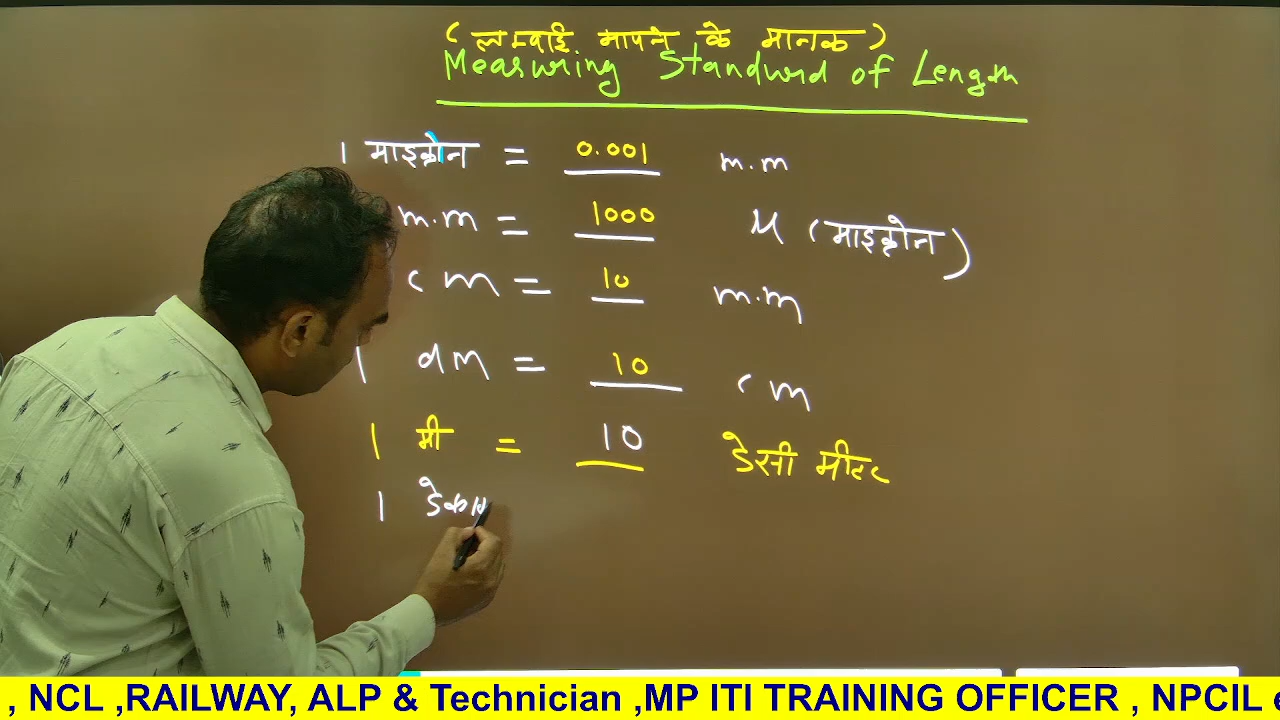 ( लम्बाई मापने के मानक )
Measuring Standurd of Length
1 माइक्रोन = 0.001 m.m
m.m = 1000 μ (माइक्रोन)
cm = 10 m.m
1 dm = 10 cm
1 मी = 10 डेसी मीटर
1 डेका
, NCL ,RAILWAY, ALP & Technician ,MP ITI TRAINING OFFICER , NPCIL